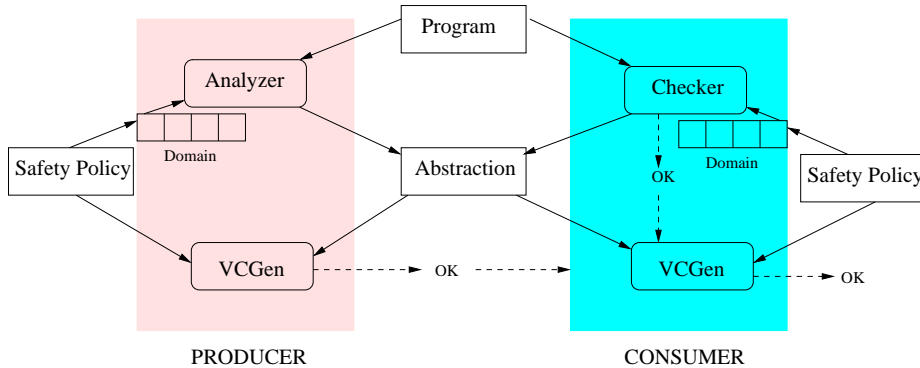 Program
Analyzer
Checker
Domain
Domain
Safety Policy
Abstraction
OK
Safety Policy
VCGen
OK
VCGen
OK
PRODUCER
CONSUMER